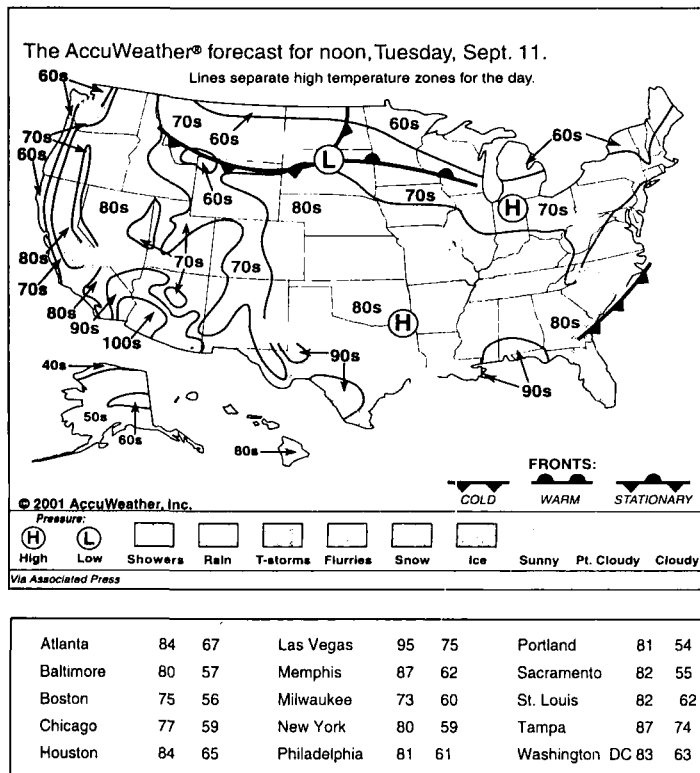 The AccuWeather® forecast for noon, Tuesday, Sept. 11.
Lines separate high temperature zones for the day.
60s
70s
60s
60s
60s
60s
70s
60s
60s
80s
80s
70s
70s
H
L
80s
70s
70s
80s
70s
80s
90s
100s
80s
H
80s
90s
90s
40s
50s
60s
80s
FRONTS:
COLD WARM STATIONARY
© 2001 AccuWeather, Inc.
Pressure:
H L
High Low Showers Rain T-storms Flurries Snow Ice Sunny Pt. Cloudy Cloudy
Via Associated Press
Atlanta 84 67 Las Vegas 95 75 Portland 81 54
Baltimore 80 57 Memphis 87 62 Sacramento 82 55
Boston 75 56 Milwaukee 73 60 St. Louis 82 62
Chicago 77 59 New York 80 59 Tampa 87 74
Houston 84 65 Philadelphia 81 61 Washington DC 83 63